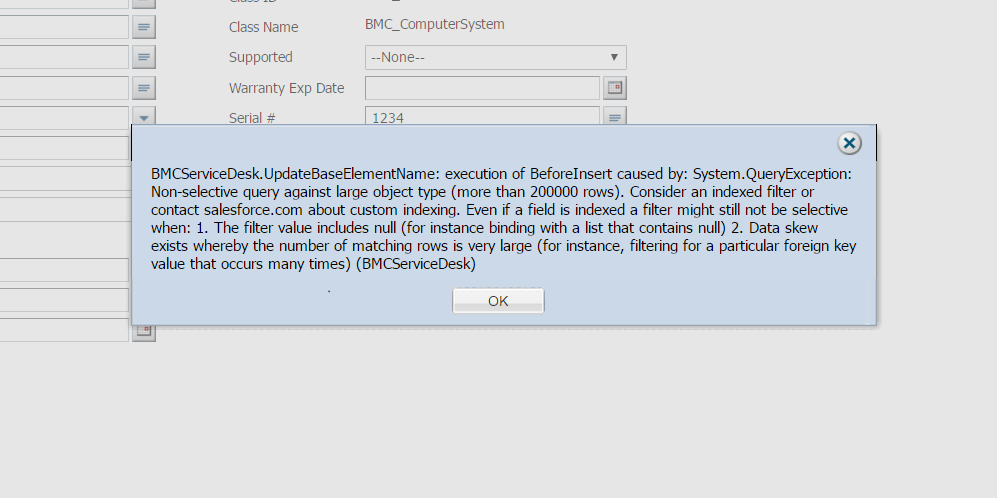 Class Name BMC_ComputerSystem
Supported --None--
Warranty Exp Date
Serial # 1234
BMCServiceDesk.UpdateBaseElementName: execution of BeforeInsert caused by: System.QueryException:
Non-selective query against large object type (more than 200000 rows). Consider an indexed filter or
contact salesforce.com about custom indexing. Even if a field is indexed a filter might still not be selective
when: 1. The filter value includes null (for instance binding with a list that contains null) 2. Data skew
exists whereby the number of matching rows is very large (for instance, filtering for a particular foreign key
value that occurs many times) (BMCServiceDesk)
OK